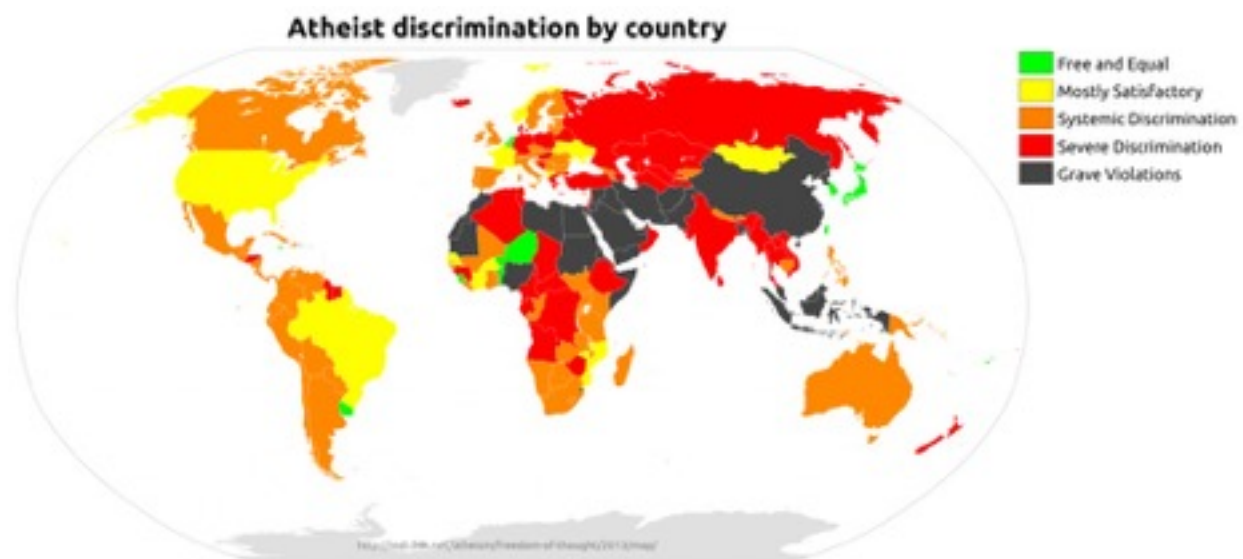 Atheist discrimination by country
Free and Equal
Mostly Satisfactory
Systemic Discrimination
Severe Discrimination
Grave Violations